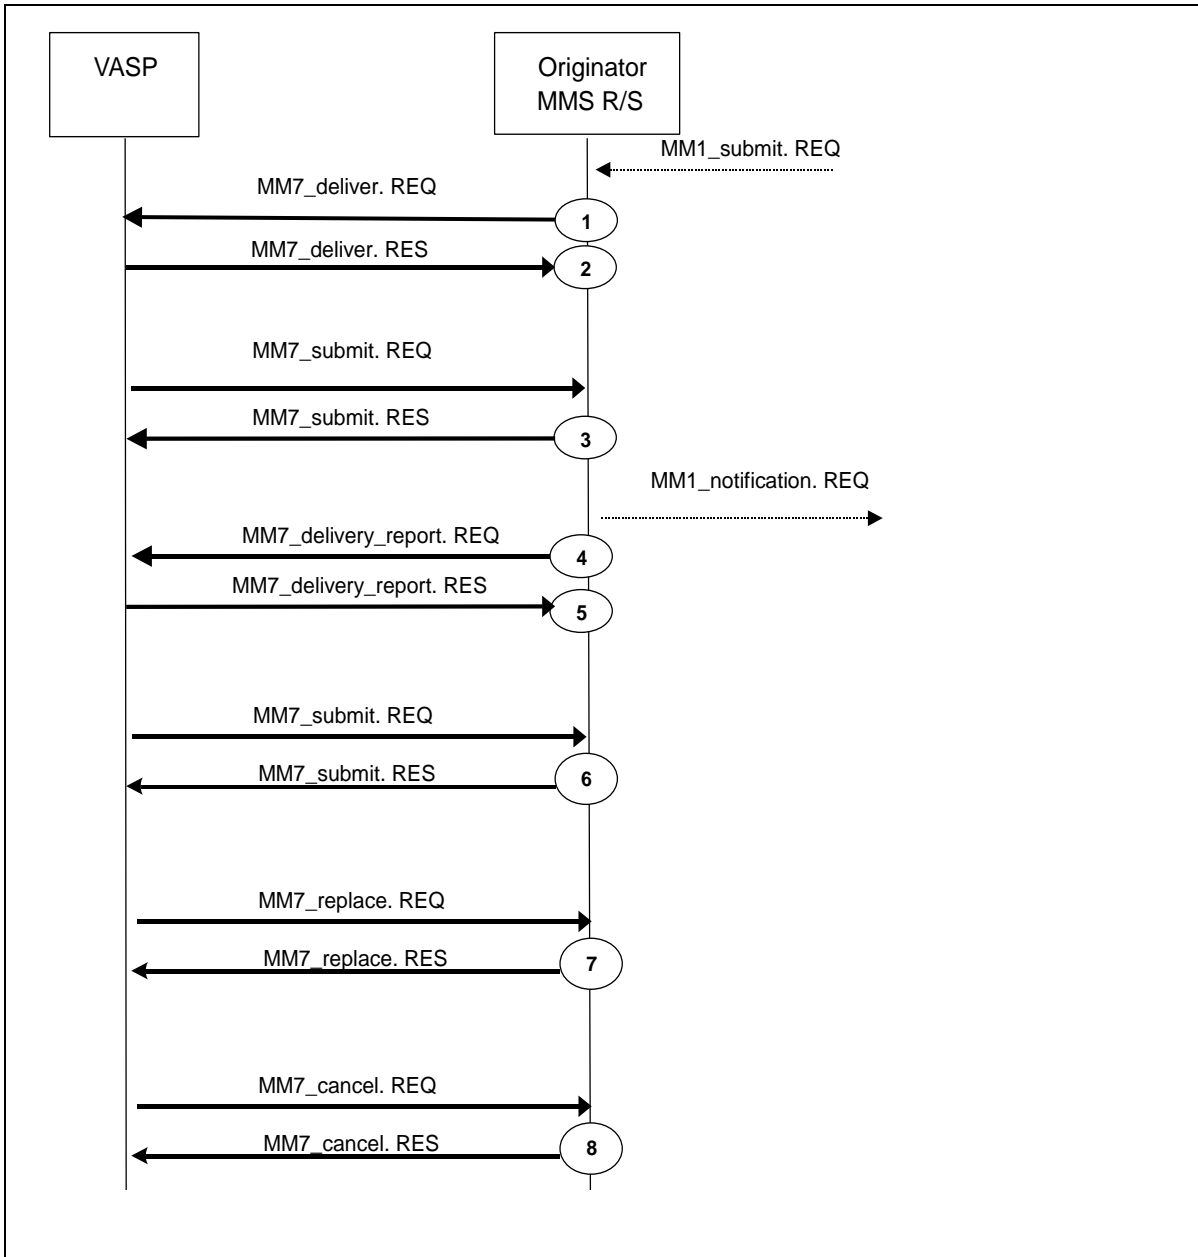 VASP
Originator
MMS R/S
MM1_submit. REQ
MM7_deliver. REQ
1
MM7_deliver. RES
2
MM7_submit. REQ
MM7_submit. RES
3
MM1_notification. REQ
MM7_delivery_report. REQ
4
MM7_delivery_report. RES
5
MM7_submit. REQ
MM7_submit. RES
6
MM7_replace. REQ
MM7_replace. RES
7
MM7_cancel. REQ
MM7_cancel. RES
8